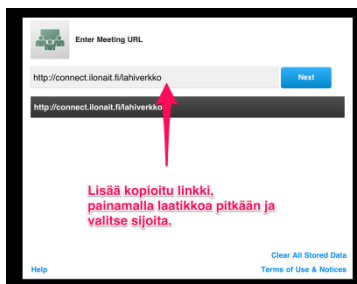 Enter Meeting URL
http://connect.ilonait.fi/lahiverkko
Next
http://connect.ilonait.fi/lahiverkko
Lisää kopioitu linkki,
painamalla laatikkoa pitkään ja
valitse sijoita.
Clear All Stored Data
Help
Terms of Use & Notices